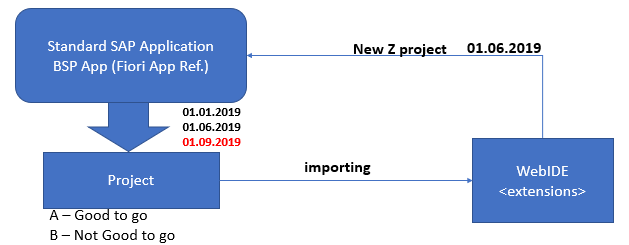 Standard SAP Application
BSP App (Fiori App Ref.)
New Z project 01.06.2019
01.01.2019
01.06.2019
01.09.2019
Project
importing
WebIDE
<extensions>
A – Good to go
B – Not Good to go